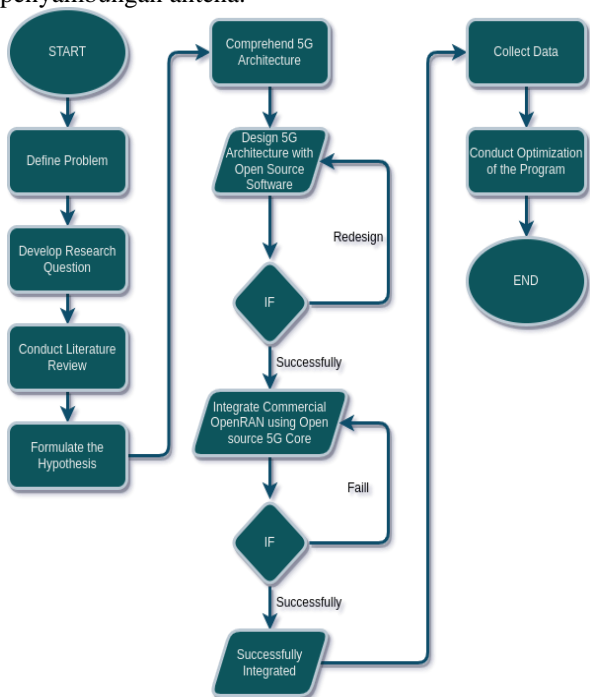 penyambungan antena.
START
Define Problem
Develop Research
Question
Conduct Literature
Review
Formulate the
Hypothesis
Comprehend 5G
Architecture
Design 5G
Architecture with
Open Source
Software
Redesign
IF
Successfully
Integrate Commercial
OpenRAN using Open
source 5G Core
Faill
IF
Successfully
Successfully
Integrated
Collect Data
Conduct Optimization
of the Program
END